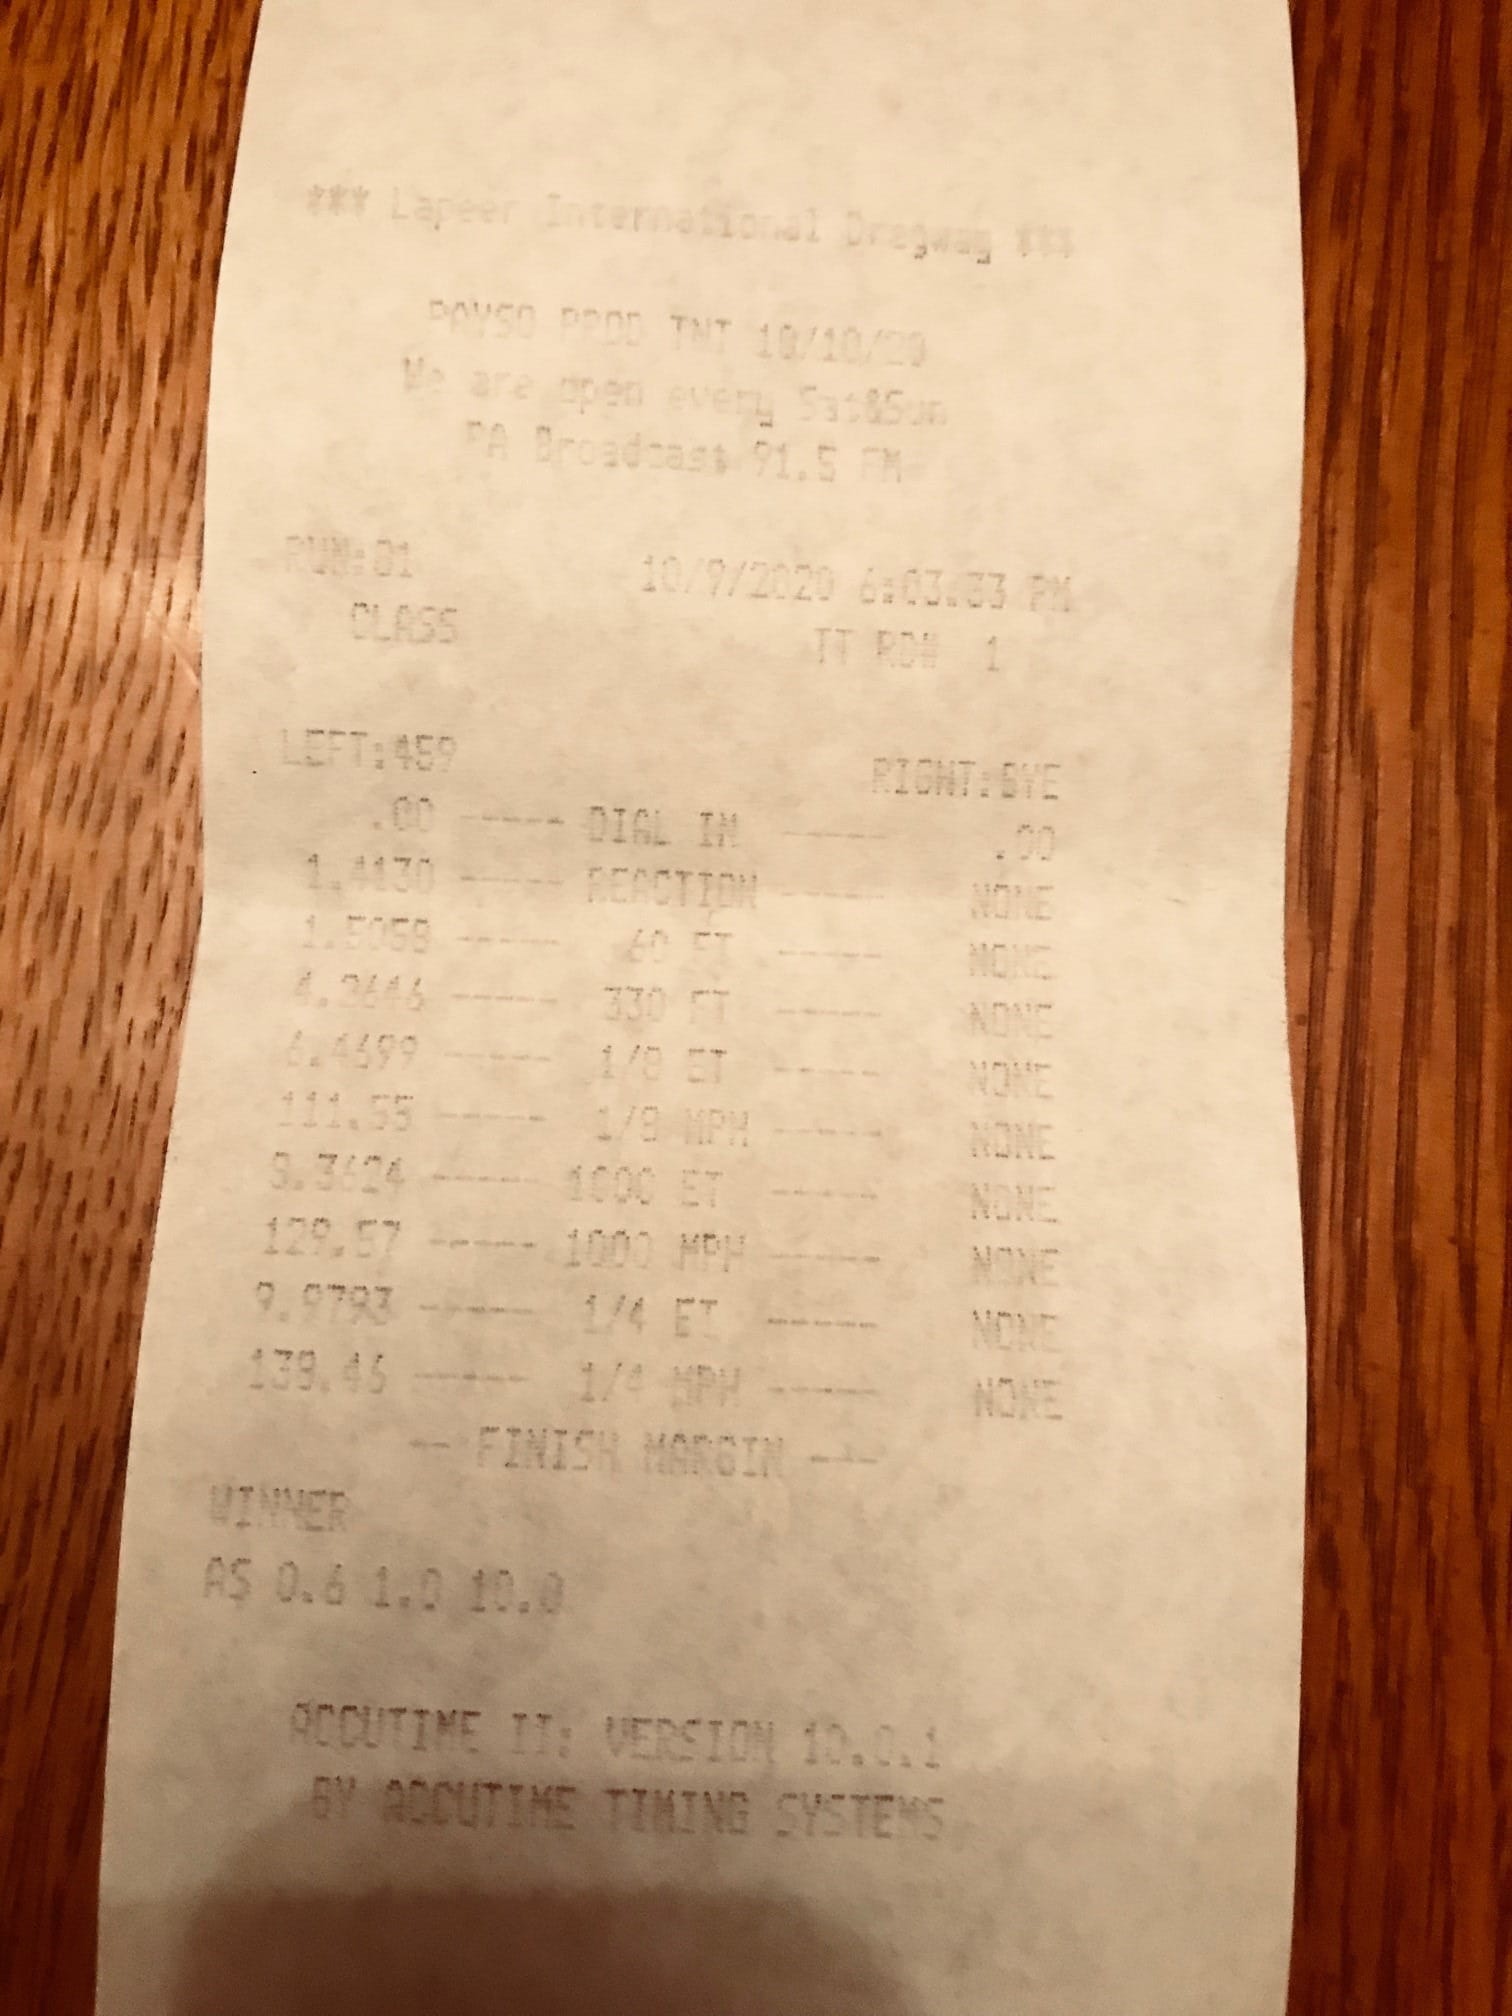 *** Lapeer International Dragway ***
PAYSO PROD TNT 10/10/20
We are open every Sat&Sun
PA Broadcast 91.5 FM
RUN:01 10/9/2020 6:03:33 PM
CLASS TT RD# 1
LEFT:459 RIGHT:BYE
.00 ----- DIAL IN ----- .00
1.4130 ----- REACTION ----- NONE
1.5058 ----- 60 FT ----- NONE
4.2646 ----- 330 FT ----- NONE
6.4699 ----- 1/8 ET ----- NONE
111.55 ----- 1/8 MPH ----- NONE
8.3624 ----- 1000 ET ----- NONE
129.57 ----- 1000 MPH ----- NONE
9.9793 ----- 1/4 ET ----- NONE
138.46 ----- 1/4 MPH ----- NONE
-- FINISH MARGIN ---
WINNER
AS 0.6 1.0 10.0
ACCUTIME II: VERSION 10.0.1
BY ACCUTIME TIMING SYSTEMS